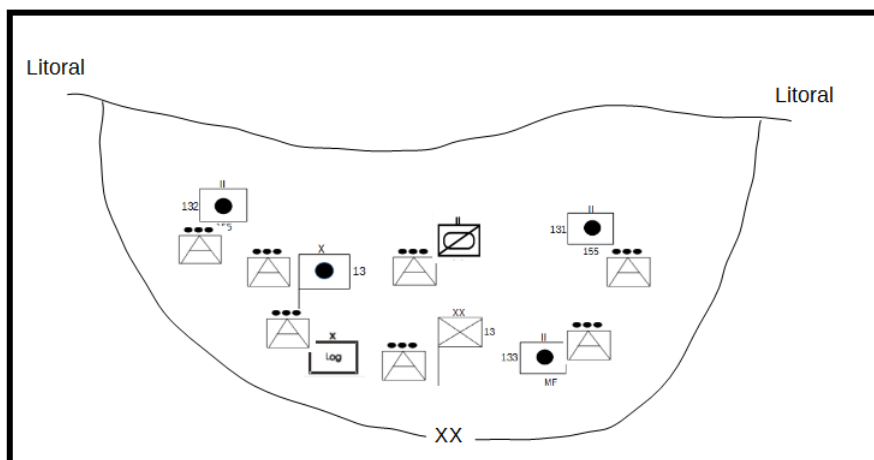 Litoral
Litoral
II
132
II
131
155
II
X
13
X
Log
XX
13
II
133
MF
XX